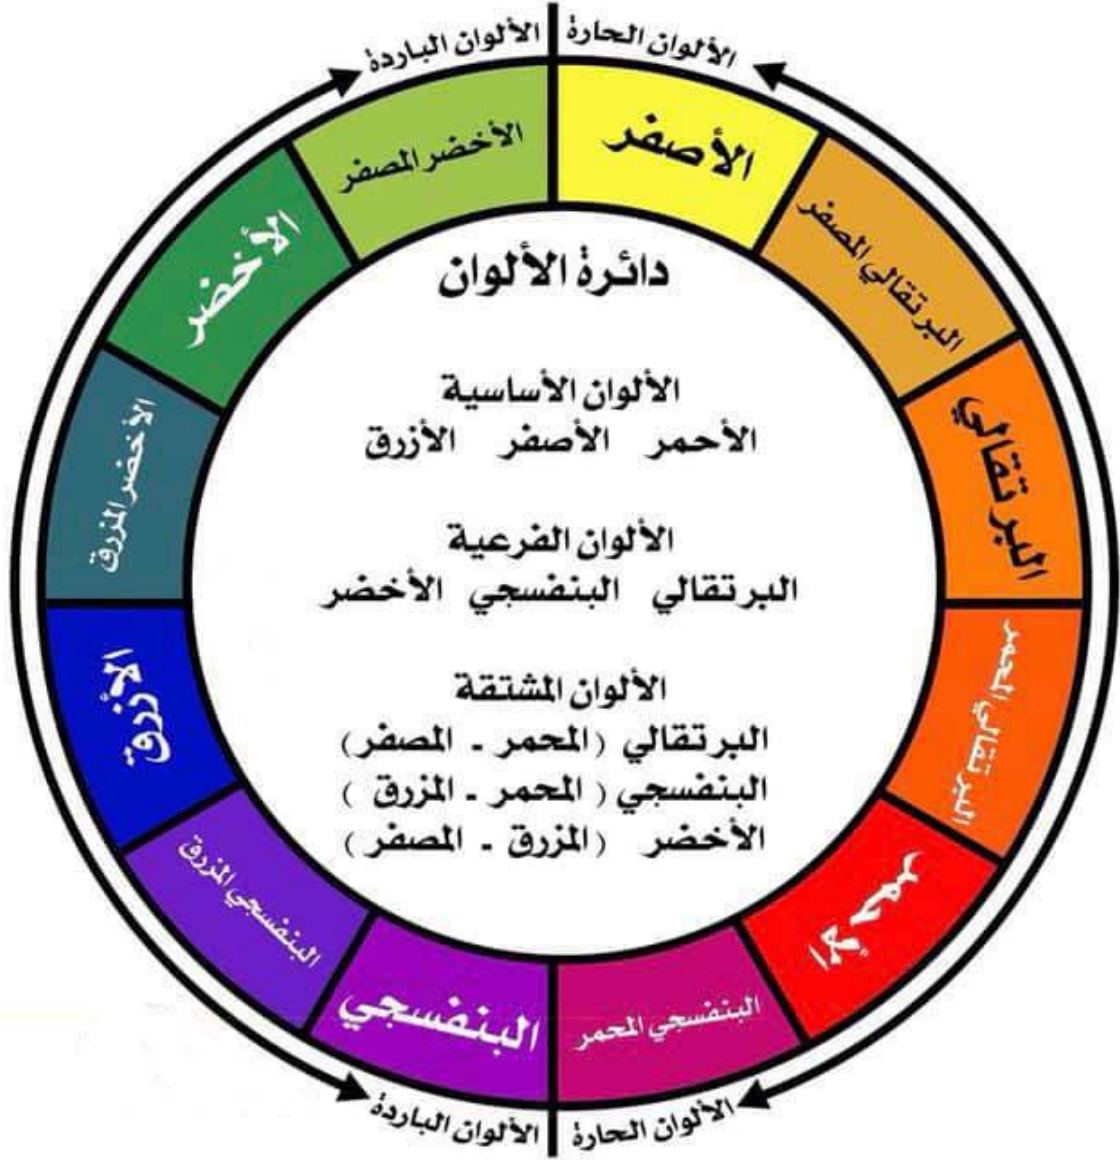 الألوان الحارة
الألوان الباردة
الأصفر
البرتقالي المصفر
البرتقالي
البرتقالي المحمر
الأحمر
البنفسجي المحمر
البنفسجي
البنفسجي المزرق
الأزرق
الأخضر المزرق
الأخضر
الأخضر المصفر
دائرة الألوان
الألوان الأساسية
الأحمر الأصفر الأزرق
الألوان الفرعية
البرتقالي البنفسجي الأخضر
الألوان المشتقة
البرتقالي (المحمر - المصفر)
البنفسجي (المحمر - المزرق )
الأخضر (المزرق - المصفر)
الألوان الحارة
الألوان الباردة